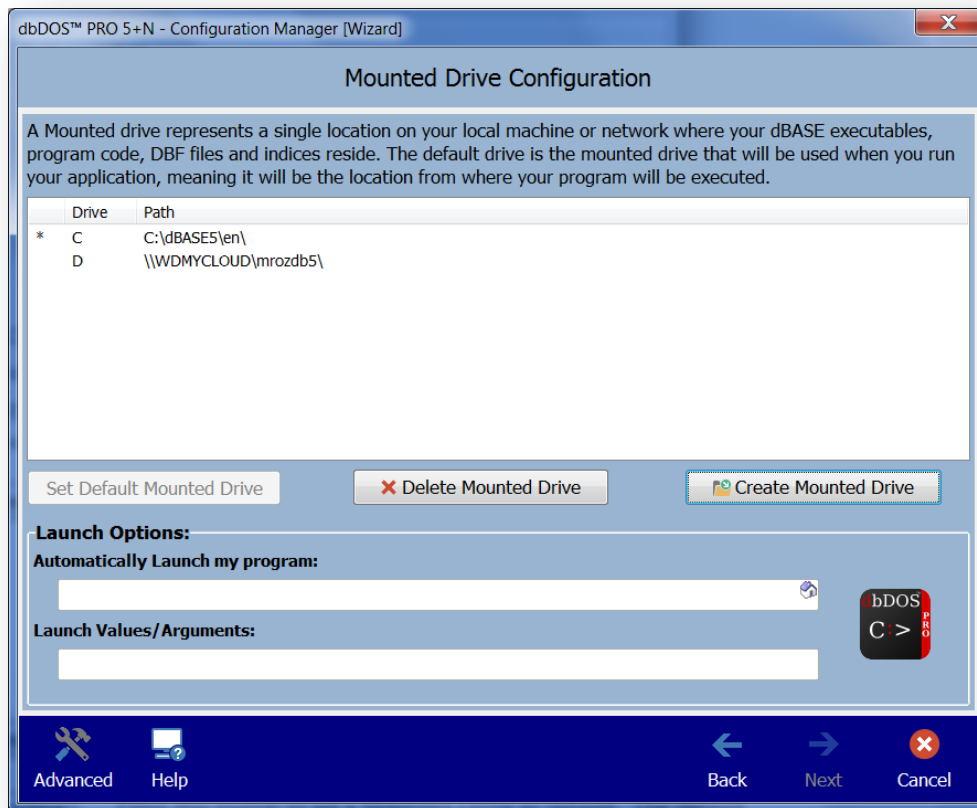 dbDOS™ PRO 5+N - Configuration Manager [Wizard]
Mounted Drive Configuration
A Mounted drive represents a single location on your local machine or network where your dBASE executables,
program code, DBF files and indices reside. The default drive is the mounted drive that will be used when you run
your application, meaning it will be the location from where your program will be executed.
Drive Path
* C C:\dBASE5\en\
D \\WDMYCLOUD\mrozdb5\
Set Default Mounted Drive Delete Mounted Drive Create Mounted Drive
Launch Options:
Automatically Launch my program:
Launch Values/Arguments:
dbDOS
C:>
PRO
Advanced Help Back Next Cancel